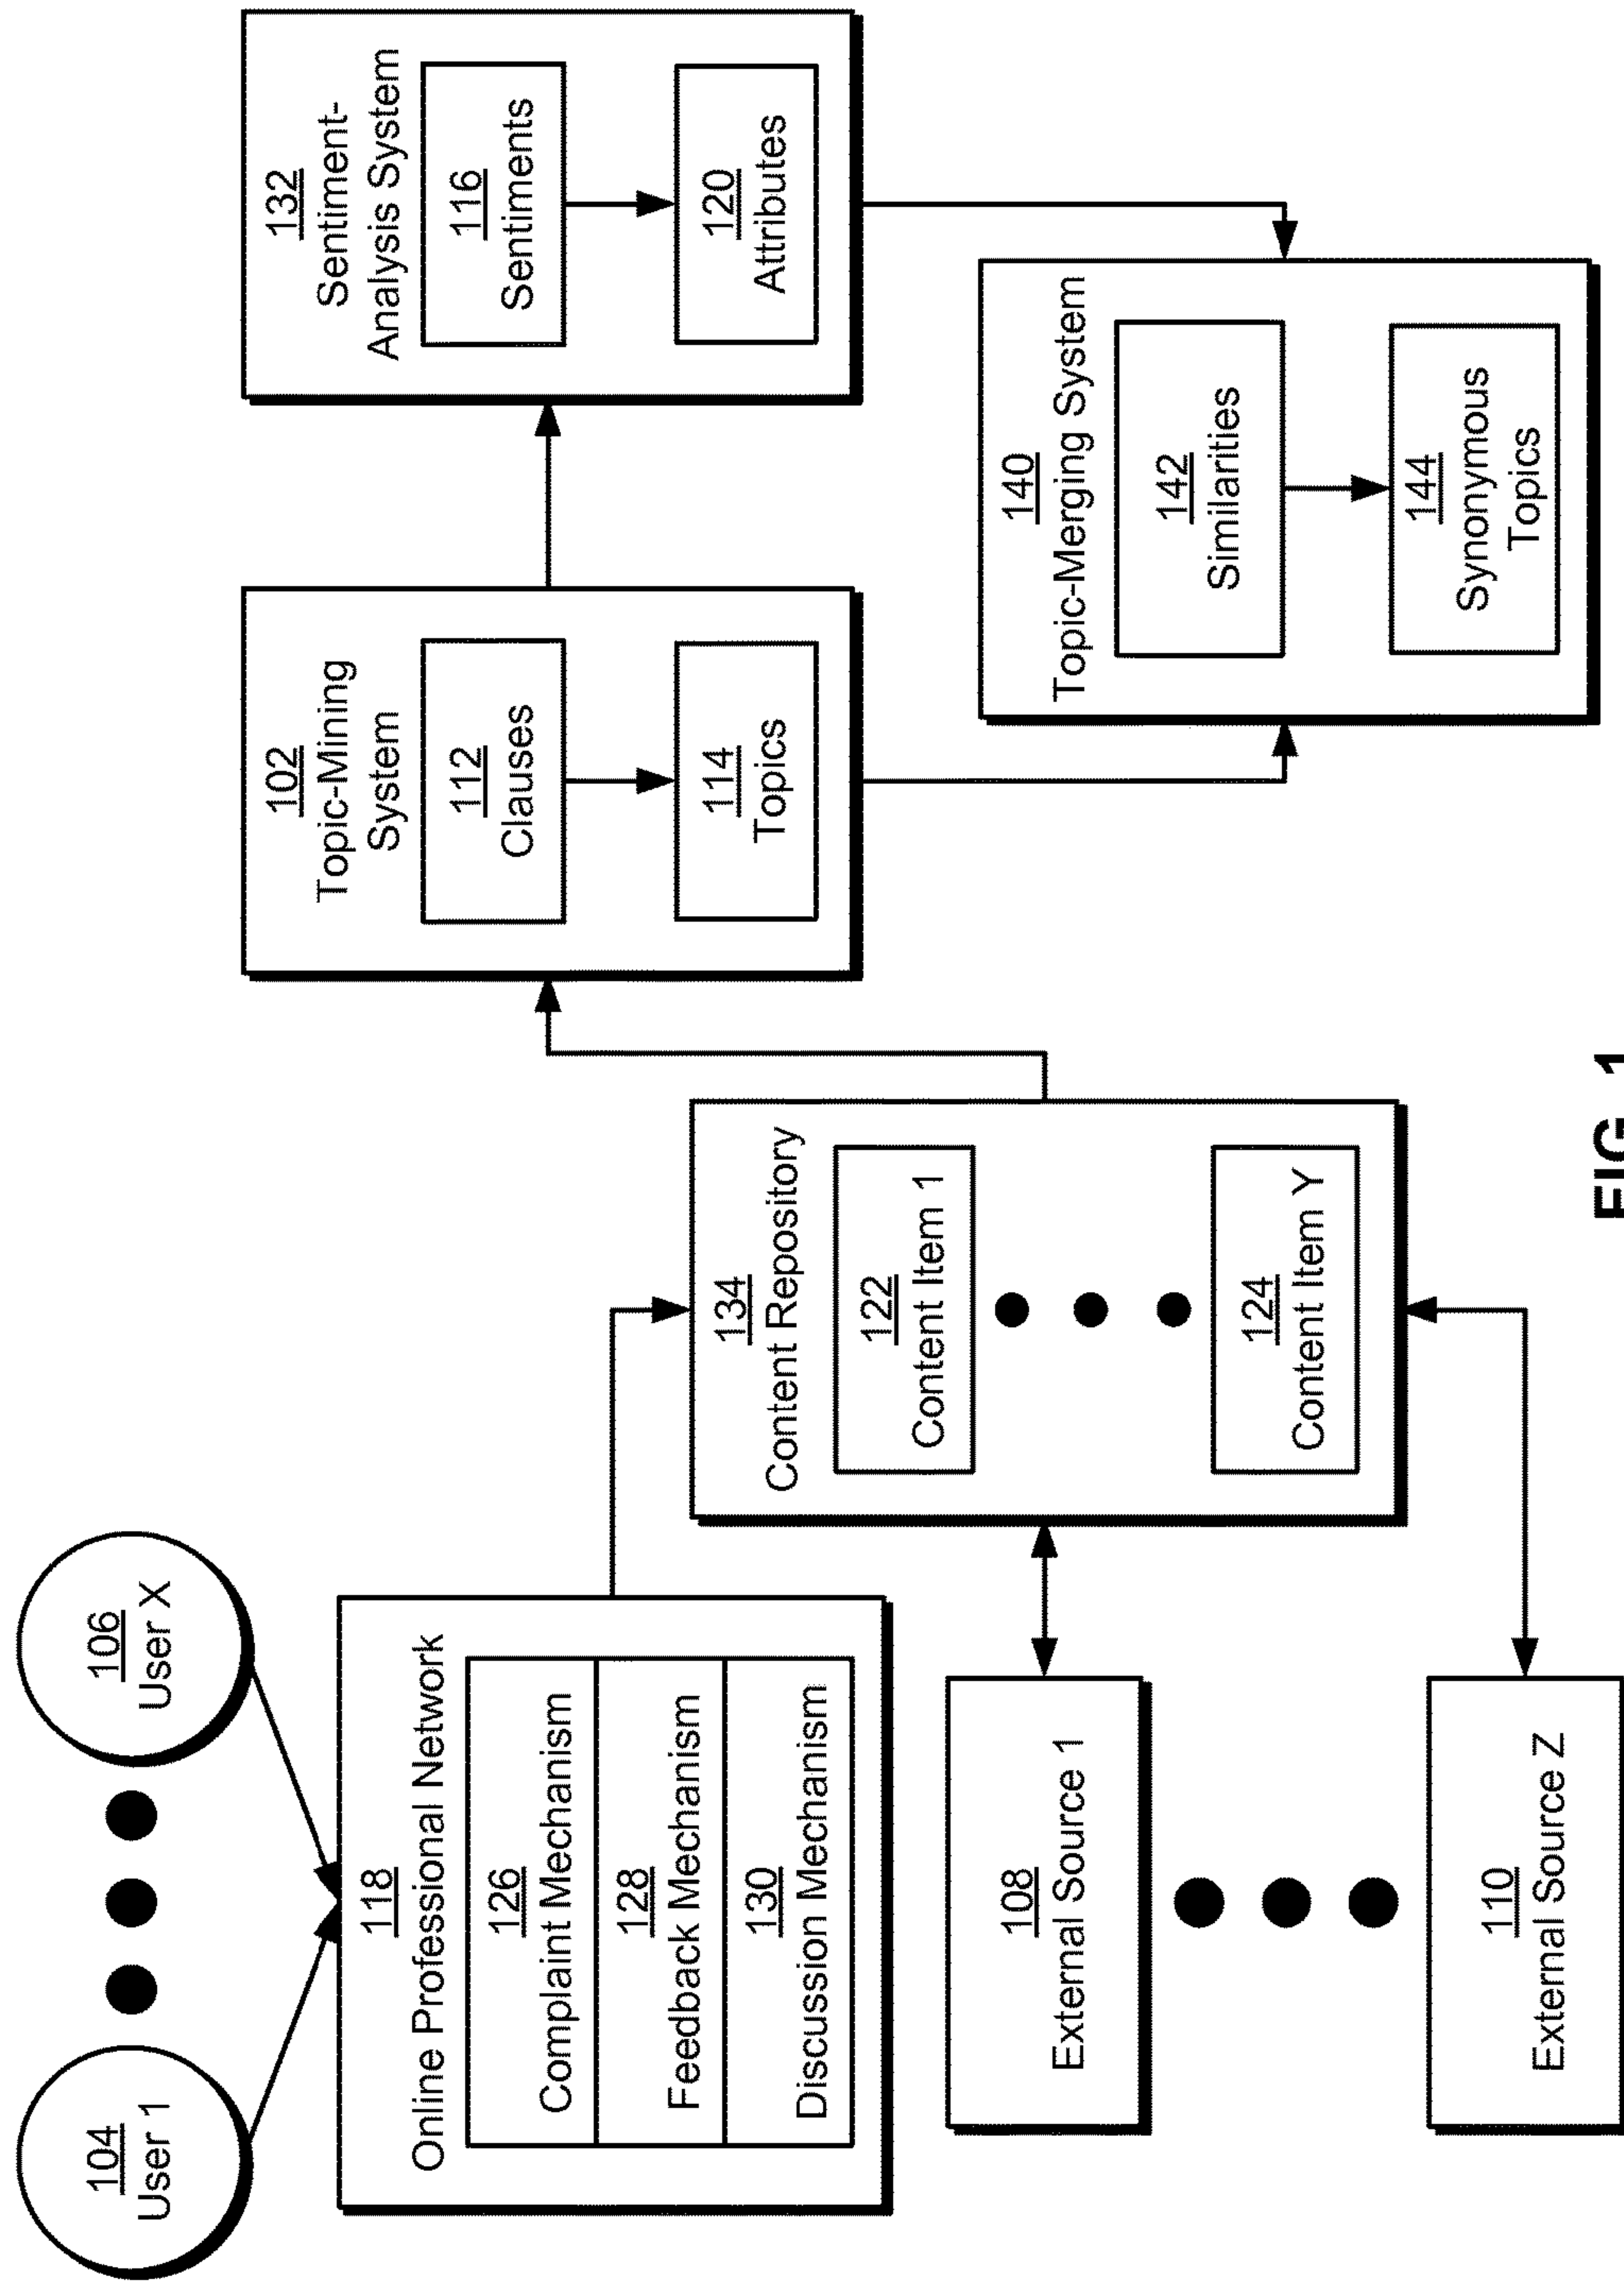 104
User 1
106
User X
118
Online Professional Network
126
Complaint Mechanism
128
Feedback Mechanism
130
Discussion Mechanism
108
External Source 1
110
External Source Z
134
Content Repository
122
Content Item 1
124
Content Item Y
102
Topic-Mining
System
112
Clauses
114
Topics
132
Sentiment-
Analysis System
116
Sentiments
120
Attributes
140
Topic-Merging System
142
Similarities
144
Synonymous
Topics
FIG. 1